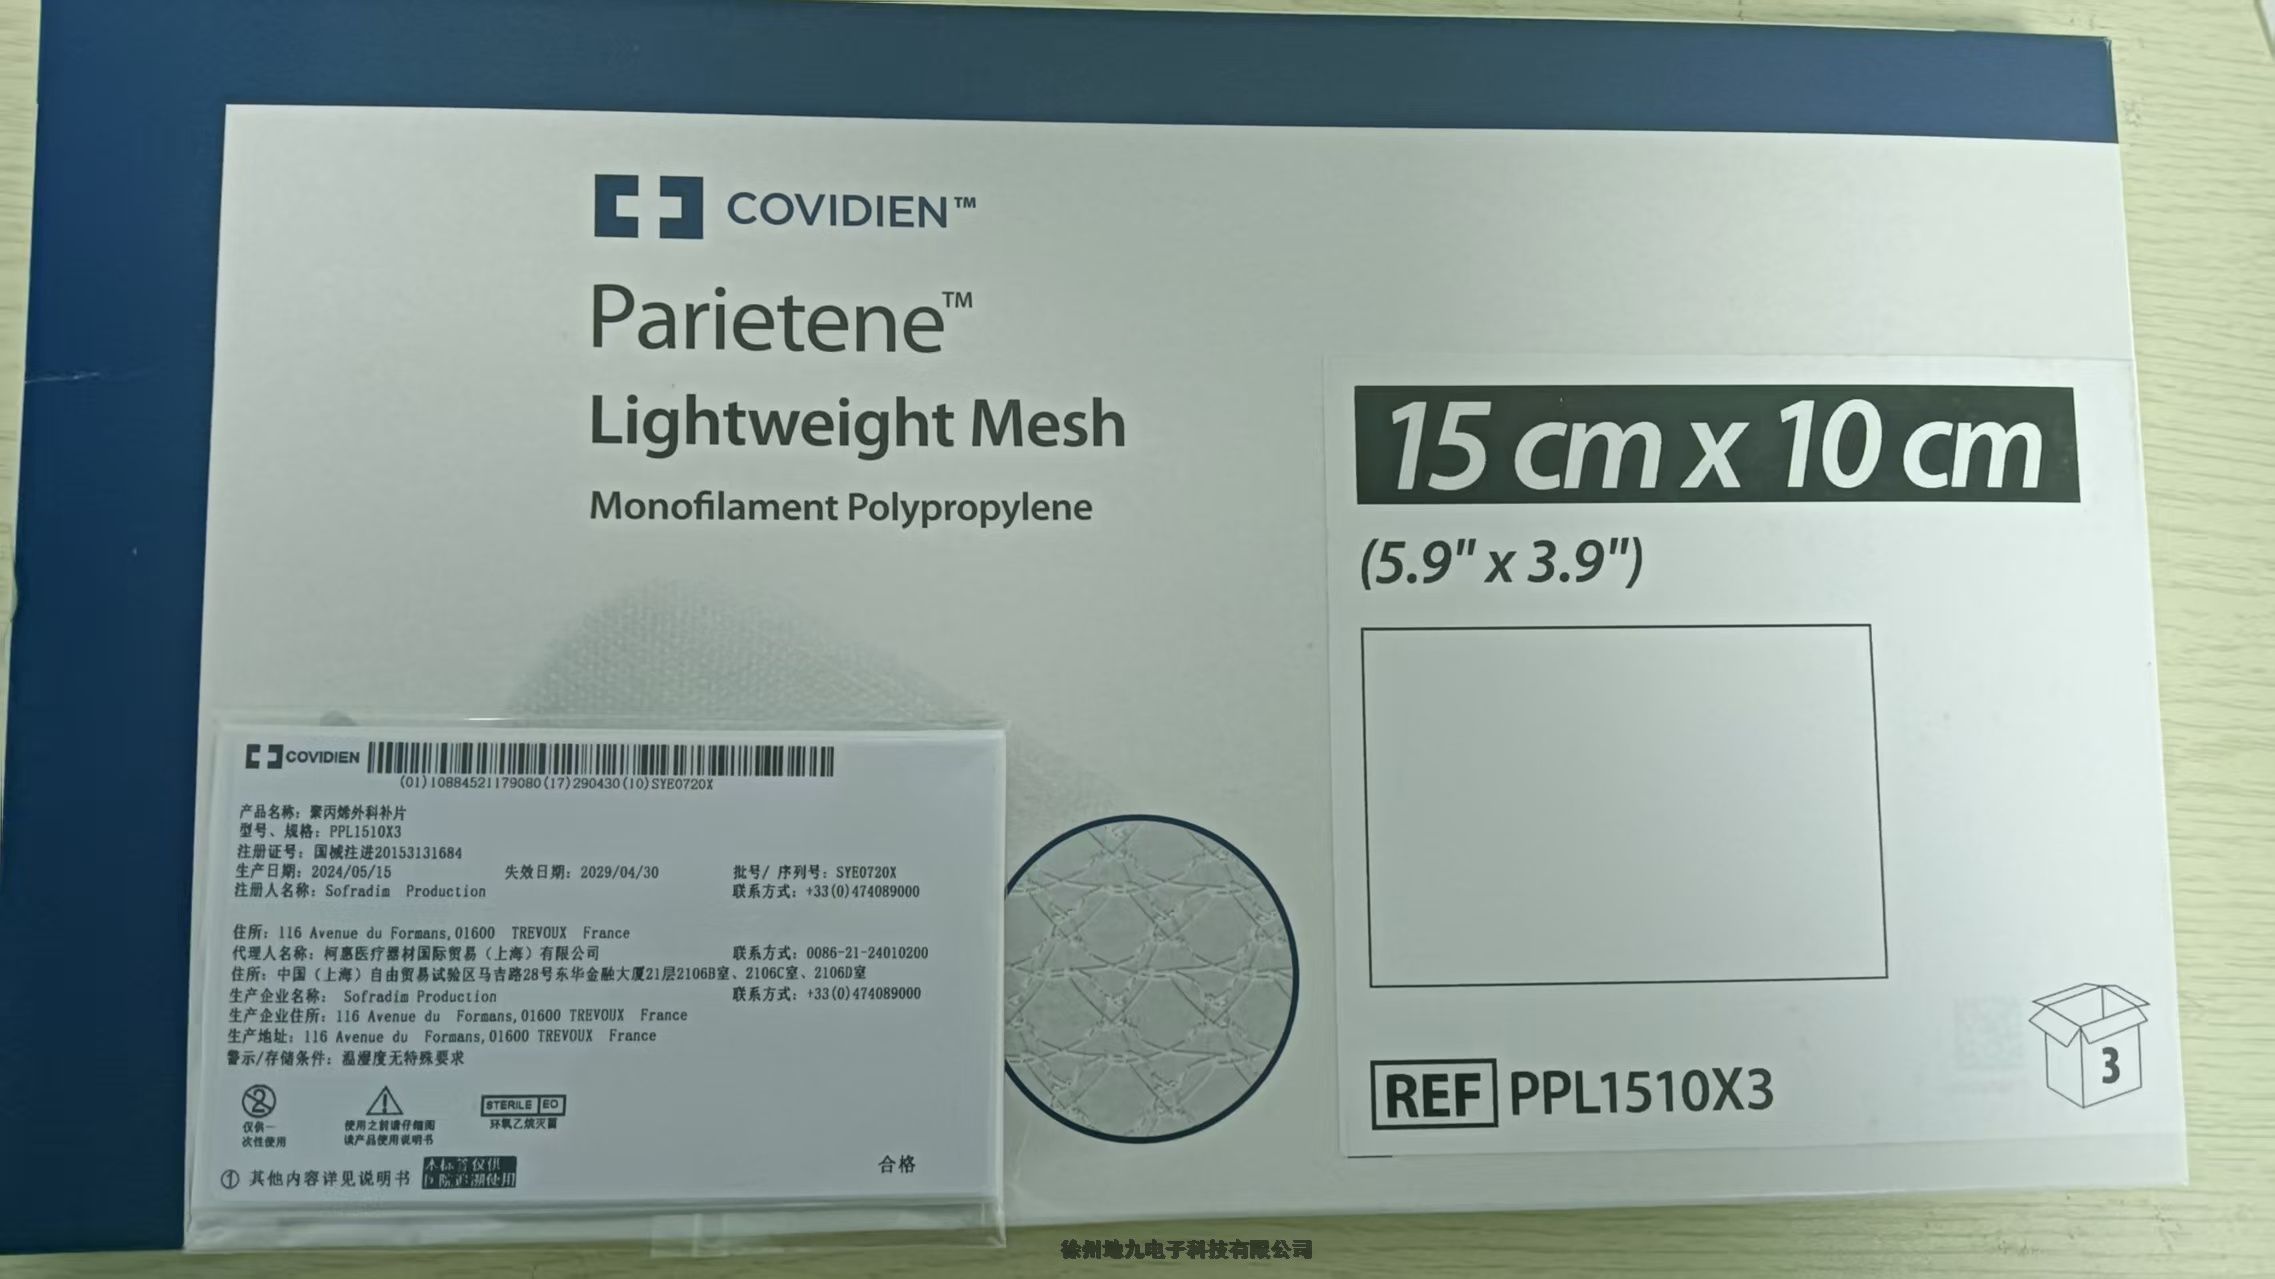 COVIDIEN™
Parietene™
Lightweight Mesh
Monofilament Polypropylene
15 cm x 10 cm
(5.9" x 3.9")
REF PPL1510X3
3
COVIDIEN
(01)10884521179080(17)290430(10)SYE0720X
产品名称：聚丙烯外科补片
型号、规格：PPL1510X3
注册证号：国械注进20153131684
生产日期：2024/05/15 失效日期：2029/04/30 批号/ 序列号：SYE0720X
注册人名称：Sofradim Production 联系方式：+33(0)474089000
住所：116 Avenue du Formans,01600 TREVOUX France
代理人名称：柯惠医疗器材国际贸易（上海）有限公司 联系方式：0086-21-24010200
住所：中国（上海）自由贸易试验区马吉路28号东华金融大厦21层2106B室、2106C室、2106D室
生产企业名称： Sofradim Production 联系方式：+33(0)474089000
生产企业住所：116 Avenue du Formans,01600 TREVOUX France
生产地址：116 Avenue du Formans,01600 TREVOUX France
警示/存储条件：温湿度无特殊要求
2
STERILE EO
仅供一
次性使用
使用之前请仔细阅
读产品使用说明书
环氧乙烷灭菌
① 其他内容详见说明书
本标签仅供
医院追溯使用
合格
徐州地九电子科技有限公司